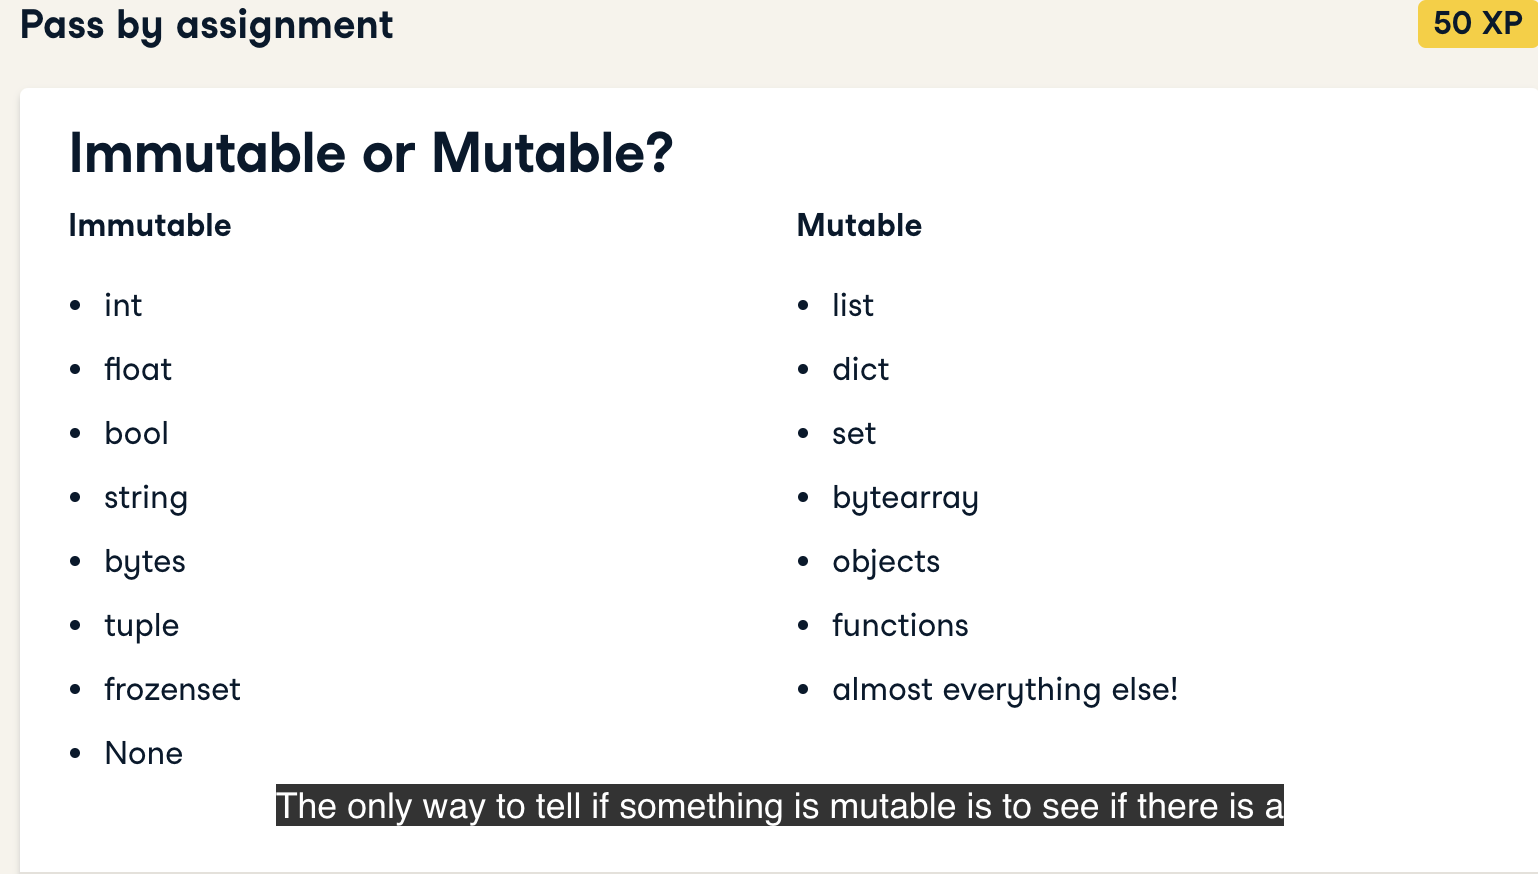 Pass by assignment
50 XP
Immutable or Mutable?
Immutable
• int
• float
• bool
• string
• bytes
• tuple
• frozenset
• None
Mutable
• list
• dict
• set
• bytearray
• objects
• functions
• almost everything else!
The only way to tell if something is mutable is to see if there is a